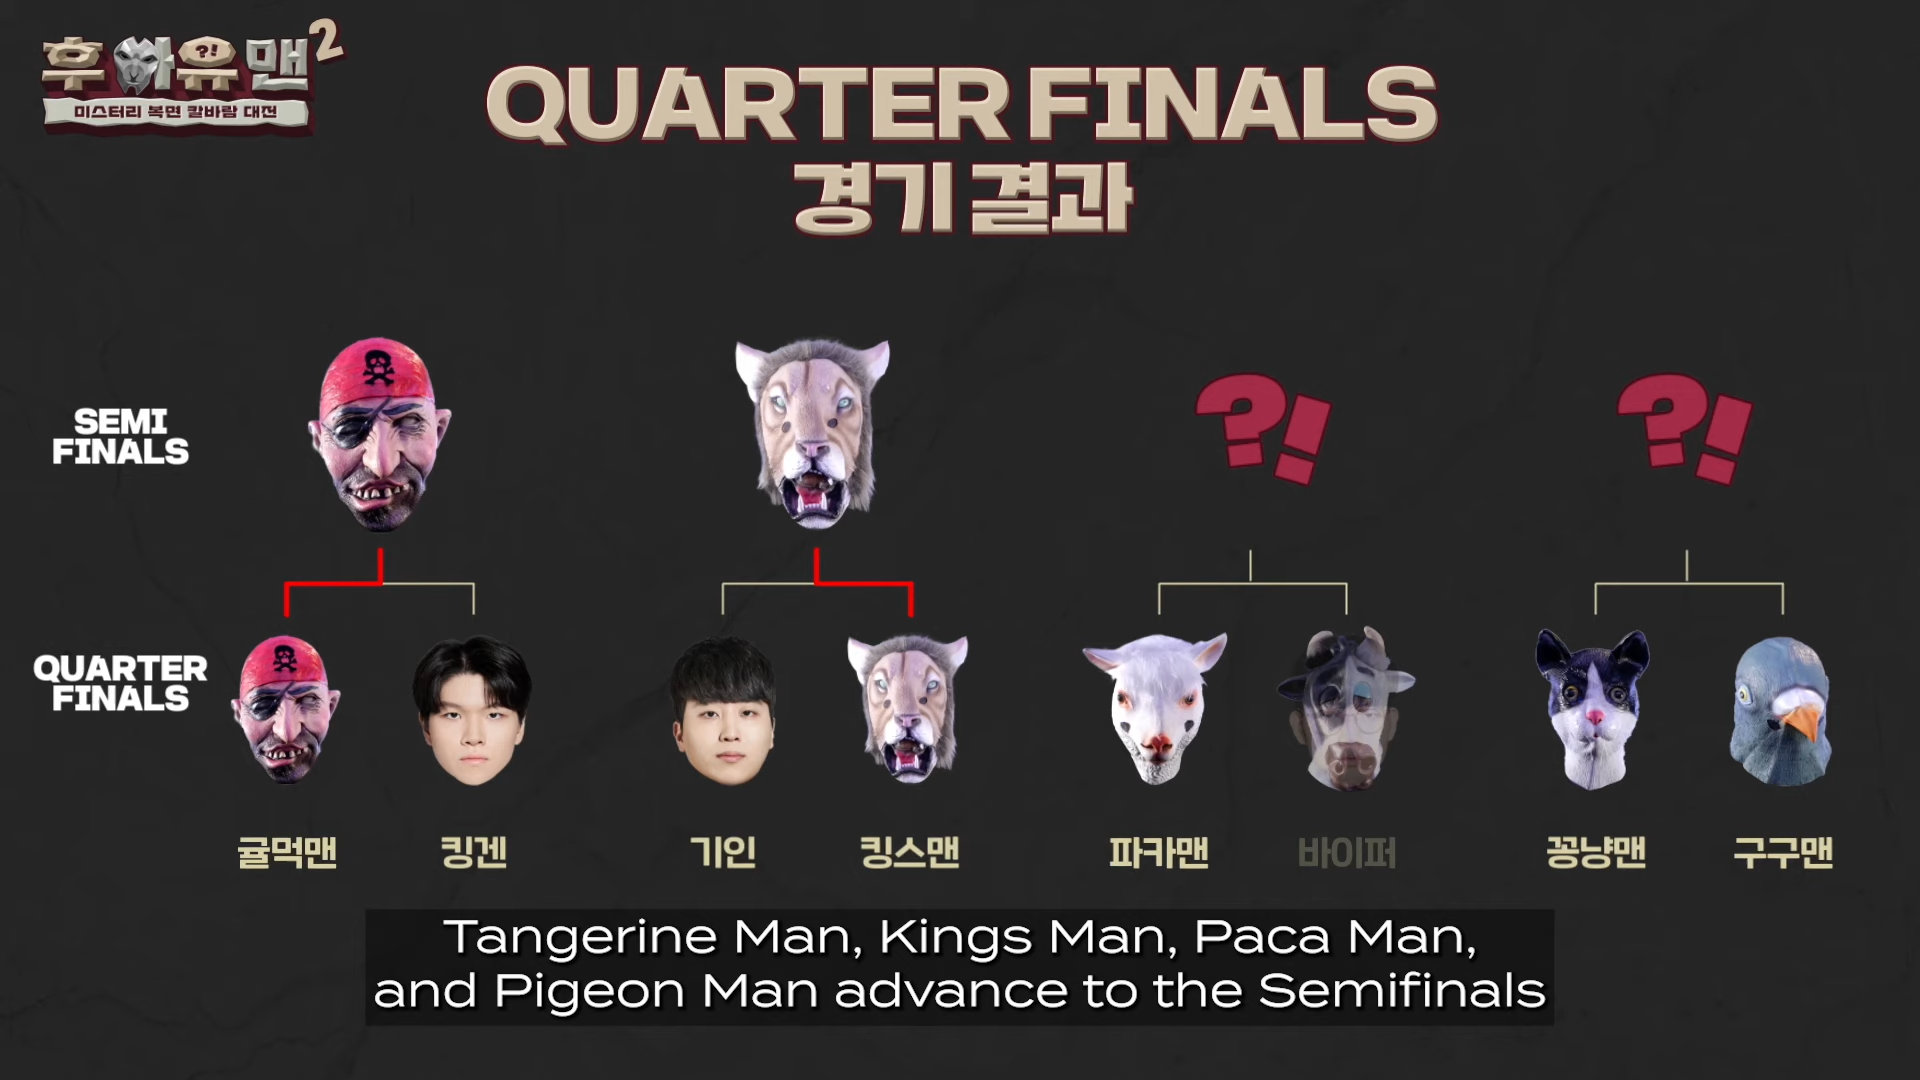 후아유맨2
?!
미스터리 복면 칼바람 대전
QUARTER FINALS
경기 결과
SEMI
FINALS
?!
?!
QUARTER
FINALS
귤먹맨
킹겐
기인
킹스맨
파카맨
바이퍼
꽁냥맨
구구맨
Tangerine Man, Kings Man, Paca Man,
and Pigeon Man advance to the Semifinals